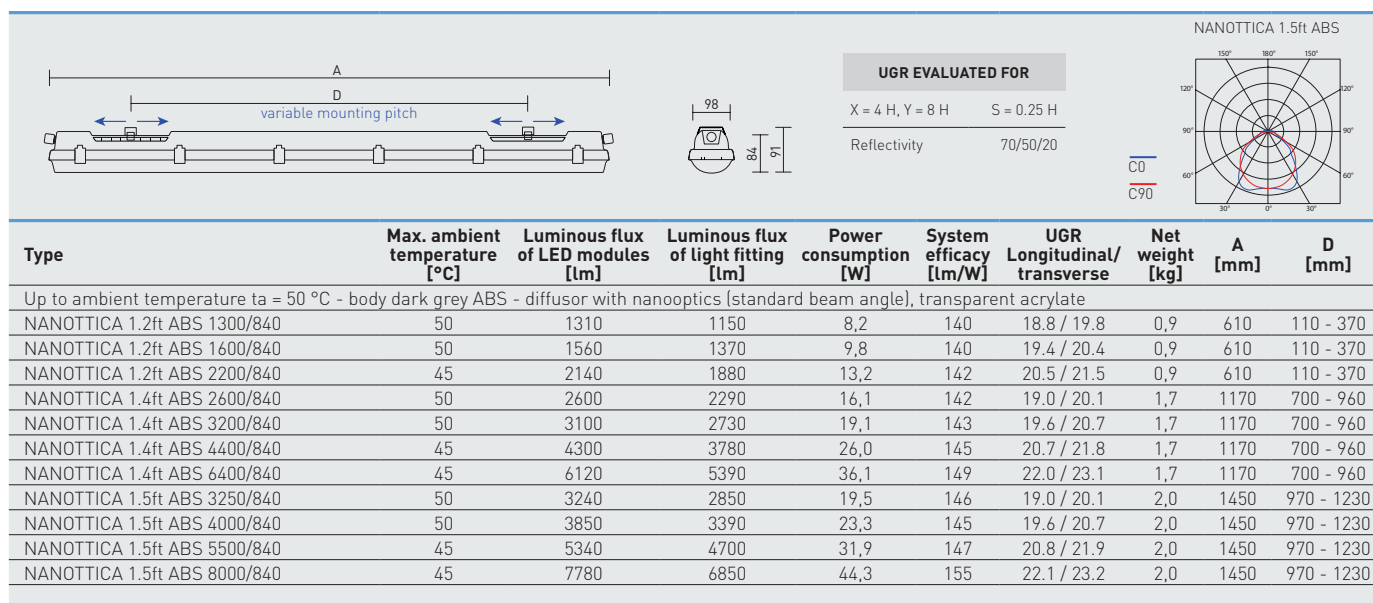 NANOTTICA 1.5ft ABS
150° 180° 150°
120° 120°
90° 90°
60° 60°
30° 0° 30°
C0
C90
A
D
variable mounting pitch
98
84
91
UGR EVALUATED FOR
X = 4 H, Y = 8 H S = 0.25 H
Reflectivity 70/50/20
Type Max. ambient temperature [°C] Luminous flux of LED modules [lm] Luminous flux of light fitting [lm] Power consumption [W] System efficacy [lm/W] UGR Longitudinal/ transverse Net weight [kg] A [mm] D [mm]
Up to ambient temperature ta = 50 °C - body dark grey ABS - diffusor with nanooptics (standard beam angle), transparent acrylate
NANOTTICA 1.2ft ABS 1300/840 50 1310 1150 8,2 140 18.8 / 19.8 0,9 610 110 - 370
NANOTTICA 1.2ft ABS 1600/840 50 1560 1370 9,8 140 19.4 / 20.4 0,9 610 110 - 370
NANOTTICA 1.2ft ABS 2200/840 45 2140 1880 13,2 142 20.5 / 21.5 0,9 610 110 - 370
NANOTTICA 1.4ft ABS 2600/840 50 2600 2290 16,1 142 19.0 / 20.1 1,7 1170 700 - 960
NANOTTICA 1.4ft ABS 3200/840 50 3100 2730 19,1 143 19.6 / 20.7 1,7 1170 700 - 960
NANOTTICA 1.4ft ABS 4400/840 45 4300 3780 26,0 145 20.7 / 21.8 1,7 1170 700 - 960
NANOTTICA 1.4ft ABS 6400/840 45 6120 5390 36,1 149 22.0 / 23.1 1,7 1170 700 - 960
NANOTTICA 1.5ft ABS 3250/840 50 3240 2850 19,5 146 19.0 / 20.1 2,0 1450 970 - 1230
NANOTTICA 1.5ft ABS 4000/840 50 3850 3390 23,3 145 19.6 / 20.7 2,0 1450 970 - 1230
NANOTTICA 1.5ft ABS 5500/840 45 5340 4700 31,9 147 20.8 / 21.9 2,0 1450 970 - 1230
NANOTTICA 1.5ft ABS 8000/840 45 7780 6850 44,3 155 22.1 / 23.2 2,0 1450 970 - 1230